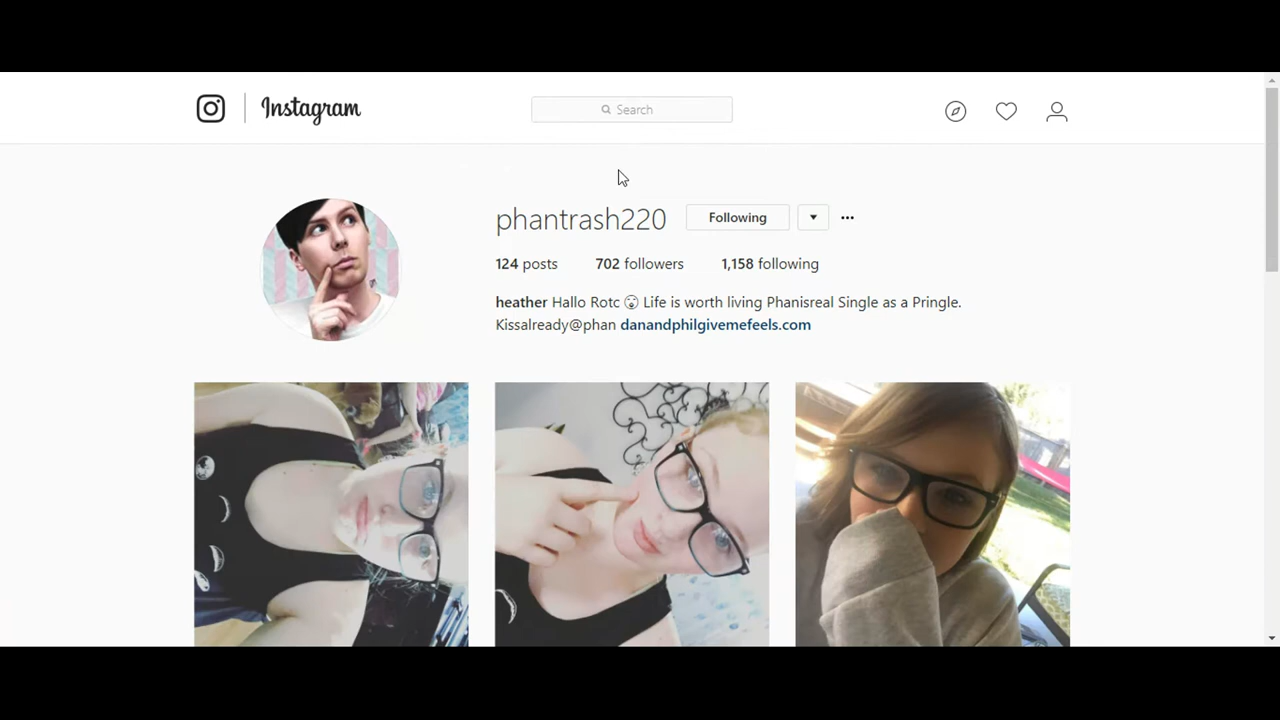 Instagram
Search
phantrash220 Following
124 posts 702 followers 1,158 following
heather Hallo Rotc 😮 Life is worth living Phanisreal Single as a Pringle.
Kissalready@phan danandphilgivemefeels.com